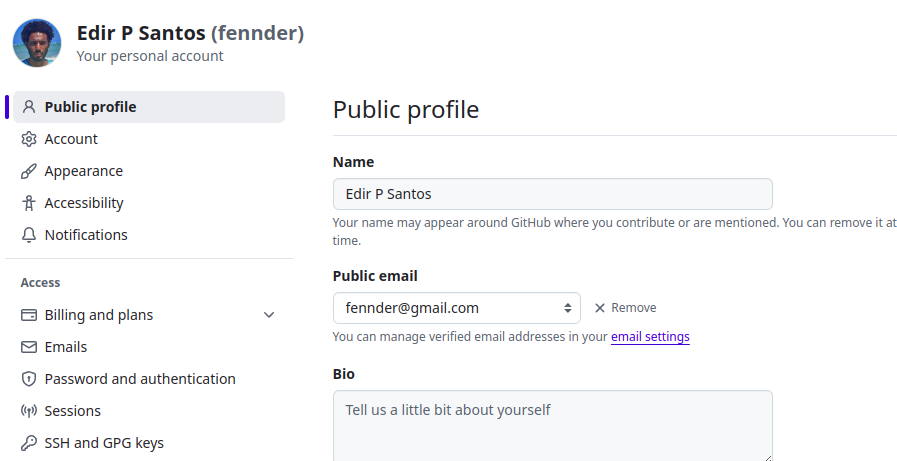 Edir P Santos (fennder)
Your personal account
Public profile
Account
Appearance
Accessibility
Notifications
Access
Billing and plans
Emails
Password and authentication
Sessions
SSH and GPG keys
Public profile
Name
Edir P Santos
Your name may appear around GitHub where you contribute or are mentioned. You can remove it at
time.
Public email
fennder@gmail.com
Remove
You can manage verified email addresses in your email settings
Bio
Tell us a little bit about yourself